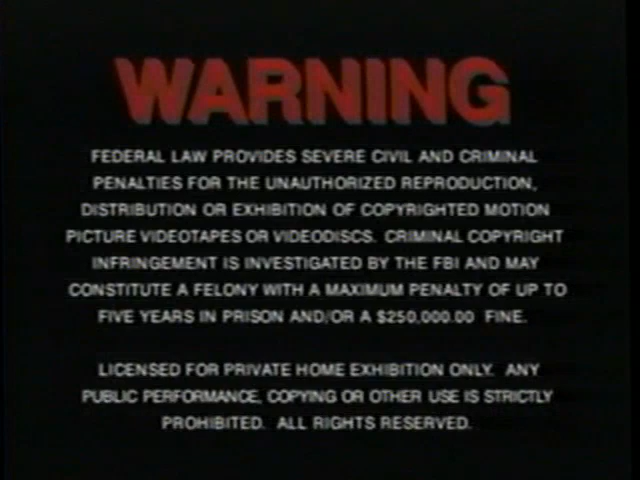 WARNING
FEDERAL LAW PROVIDES SEVERE CIVIL AND CRIMINAL
PENALTIES FOR THE UNAUTHORIZED REPRODUCTION,
DISTRIBUTION OR EXHIBITION OF COPYRIGHTED MOTION
PICTURE VIDEOTAPES OR VIDEODISCS. CRIMINAL COPYRIGHT
INFRINGEMENT IS INVESTIGATED BY THE FBI AND MAY
CONSTITUTE A FELONY WITH A MAXIMUM PENALTY OF UP TO
FIVE YEARS IN PRISON AND/OR A $250,000.00 FINE.
LICENSED FOR PRIVATE HOME EXHIBITION ONLY. ANY
PUBLIC PERFORMANCE, COPYING OR OTHER USE IS STRICTLY
PROHIBITED. ALL RIGHTS RESERVED.